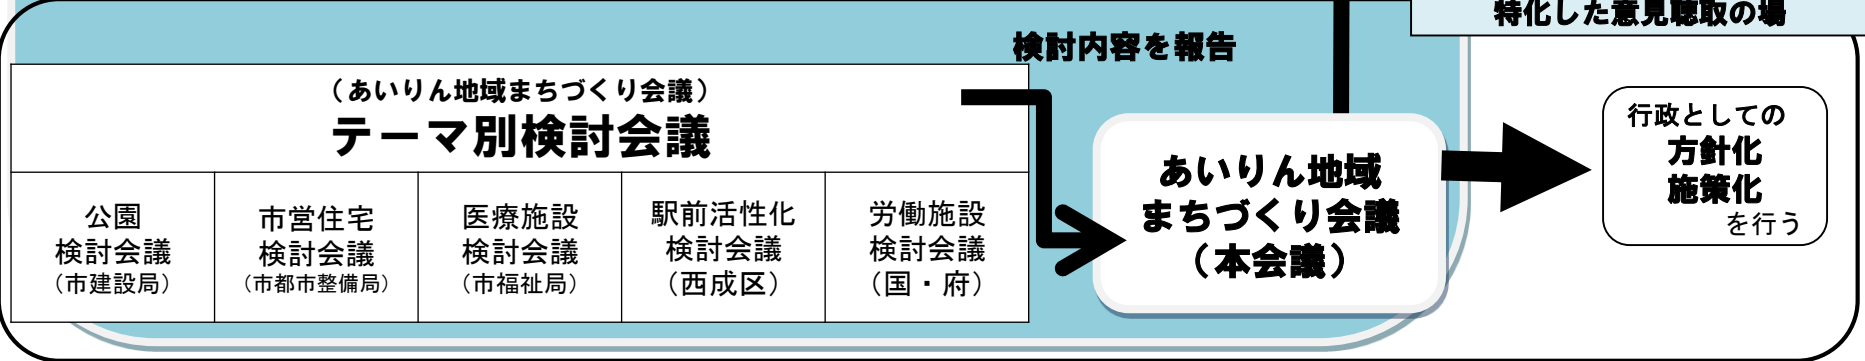 特化した意見聴取の場
検討内容を報告
（あいりん地域まちづくり会議）
テーマ別検討会議
公園
検討会議
（市建設局）
市営住宅
検討会議
（市都市整備局）
医療施設
検討会議
（市福祉局）
駅前活性化
検討会議
（西成区）
労働施設
検討会議
（国・府）
あいりん地域
まちづくり会議
（本会議）
行政としての
方針化
施策化
を行う